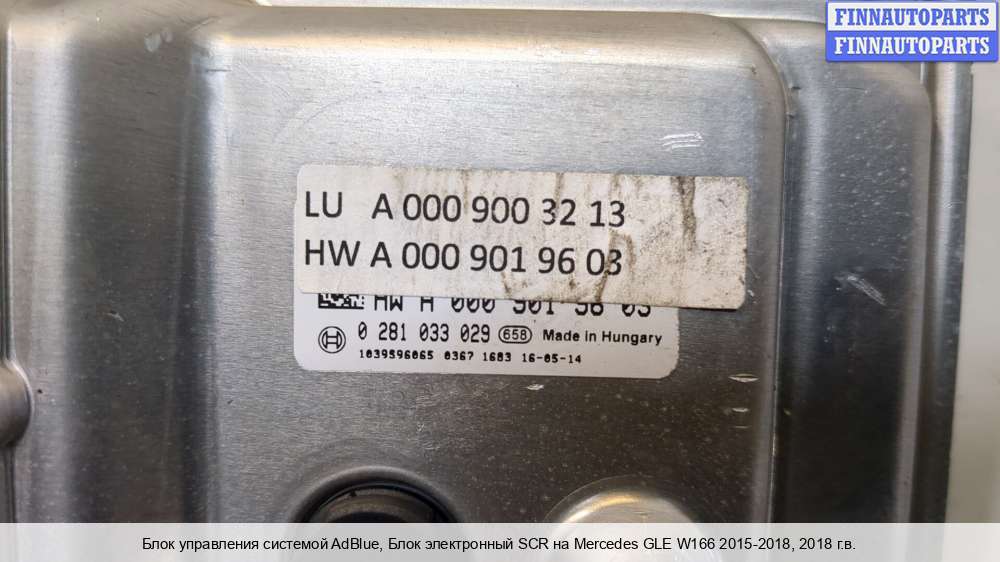 FINNAUTOPARTS
FINNAUTOPARTS
LU A 000 900 32 13
HW A 000 901 96 03
HW A 000 901 96 03
0 281 033 029 658 Made in Hungary
1039S96065 0367 1683 16-05-14
Блок управления системой AdBlue, Блок электронный SCR на Mercedes GLE W166 2015-2018, 2018 г.в.